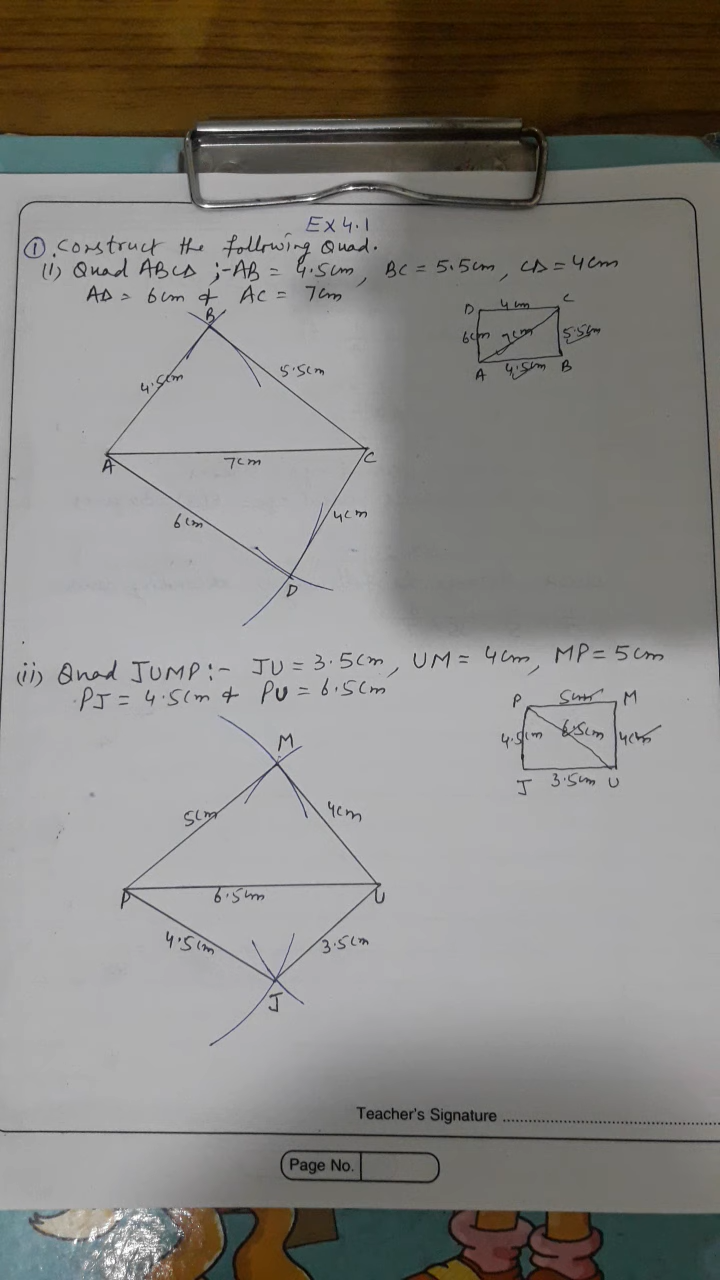 Ex 4.1
① Construct the following Quad.
(i) Quad ABCD ;- AB = 4.5cm, BC = 5.5cm, CD = 4cm
AD = 6cm & AC = 7cm
B
4.5cm
5.5cm
A
7cm
C
6cm
4cm
D
D
4cm
C
6cm
7cm
5.5cm
A
4.5cm
B
(ii) Quad JUMP :- JU = 3.5cm, UM = 4cm, MP = 5cm
PJ = 4.5cm & PU = 6.5cm
M
5cm
4cm
P
6.5cm
U
4.5cm
3.5cm
J
P
5cm
M
4.5cm
6.5cm
4cm
J
3.5cm
U
Teacher's Signature ................................
Page No.